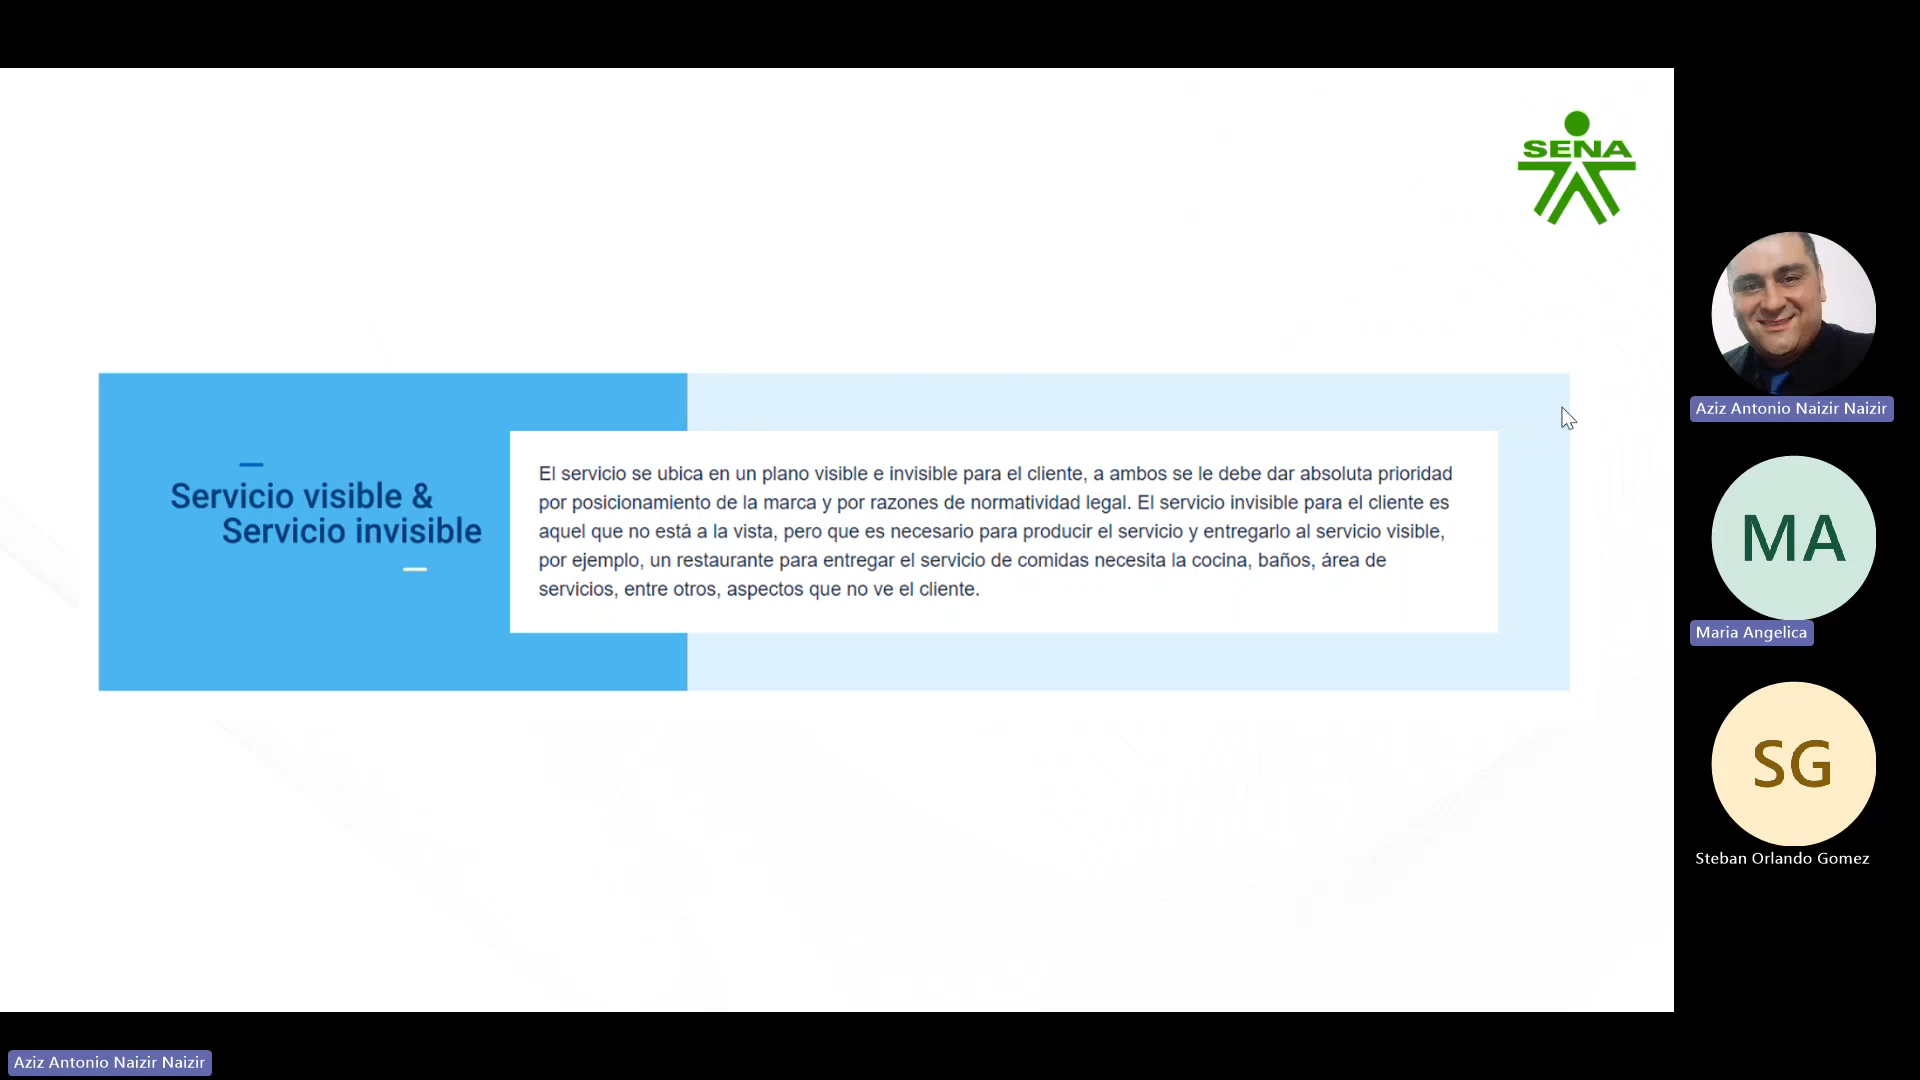 SENA
Servicio visible &
Servicio invisible
El servicio se ubica en un plano visible e invisible para el cliente, a ambos se le debe dar absoluta prioridad
por posicionamiento de la marca y por razones de normatividad legal. El servicio invisible para el cliente es
aquel que no está a la vista, pero que es necesario para producir el servicio y entregarlo al servicio visible,
por ejemplo, un restaurante para entregar el servicio de comidas necesita la cocina, baños, área de
servicios, entre otros, aspectos que no ve el cliente.
Aziz Antonio Naizir Naizir
MA
Maria Angelica
SG
Steban Orlando Gomez
Aziz Antonio Naizir Naizir